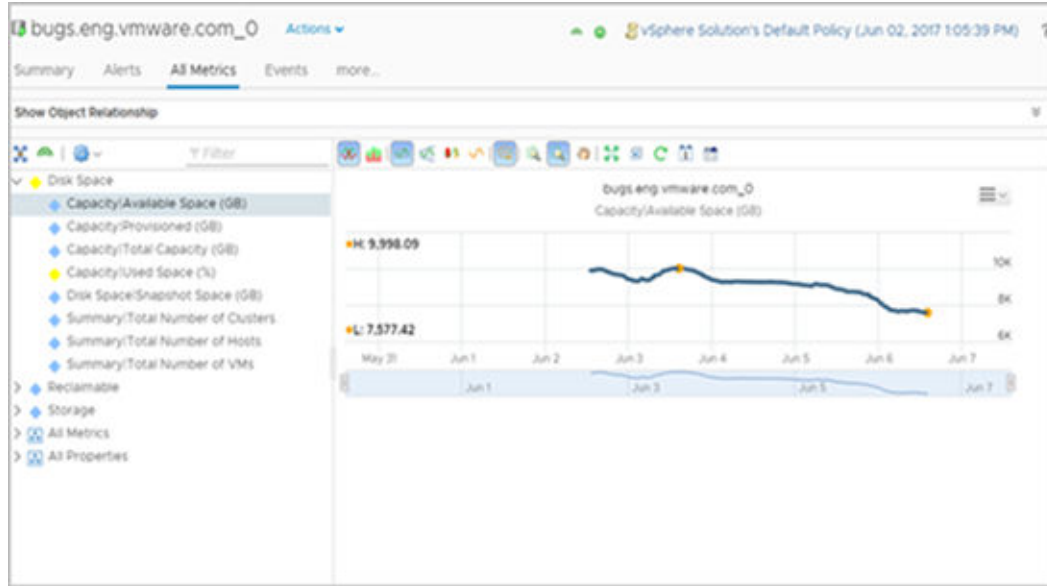 bugs.eng.vmware.com_0 Actions vSphere Solution's Default Policy (Jun 02, 2017 1:05:39 PM) ?
Summary Alerts All Metrics Events more...
Show Object Relationship
Filter
Disk Space
Capacity|Available Space (GB)
Capacity|Provisioned (GB)
Capacity|Total Capacity (GB)
Capacity|Used Space (%)
Disk Space|Snapshot Space (GB)
Summary|Total Number of Clusters
Summary|Total Number of Hosts
Summary|Total Number of VMs
Reclaimable
Storage
All Metrics
All Properties
bugs.eng.vmware.com_0
Capacity|Available Space (GB)
H: 9,998.09
10K
8K
L: 7,577.42
6K
May 31 Jun 1 Jun 2 Jun 3 Jun 4 Jun 5 Jun 6 Jun 7
Jun 1 Jun 3 Jun 5 Jun 7